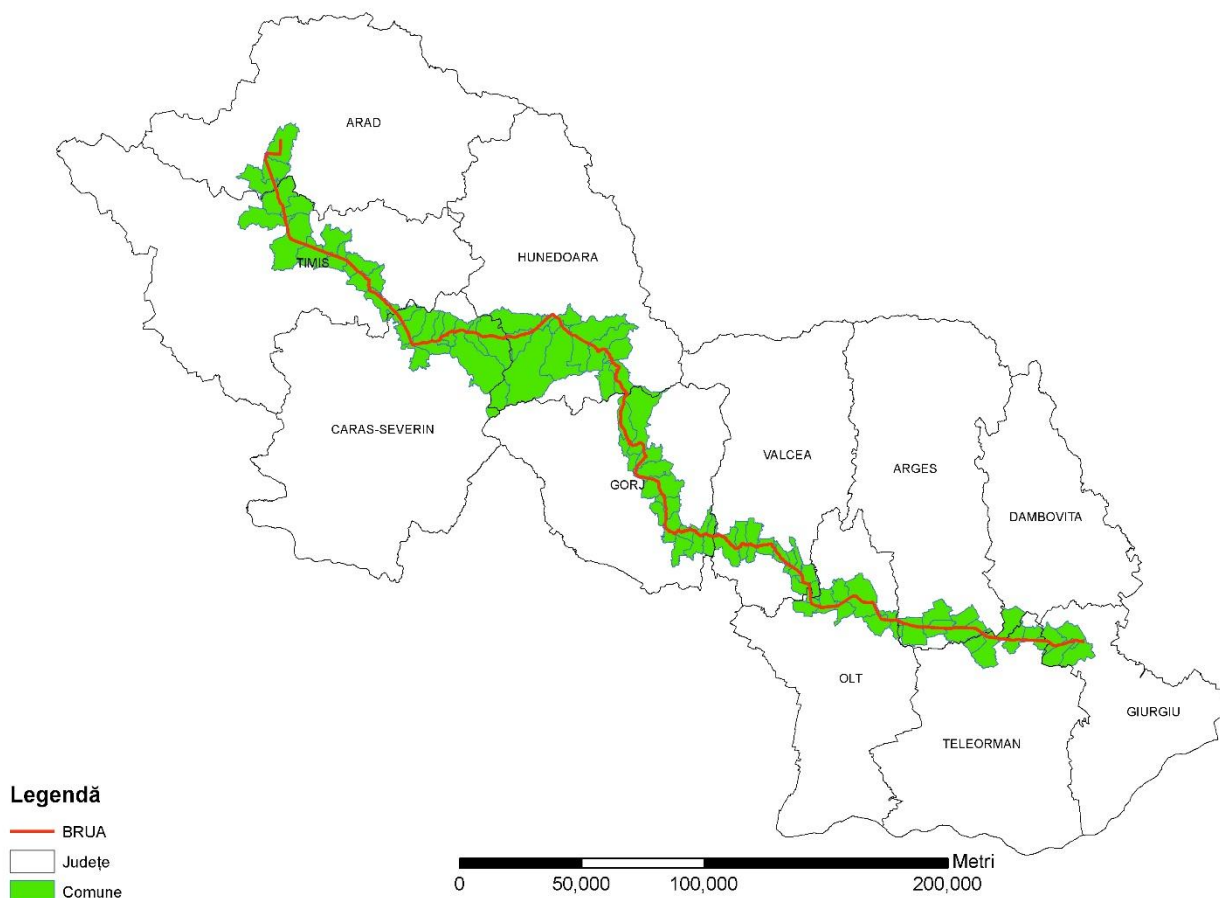 ARAD
HUNEDOARA
TIMIS
CARAS-SEVERIN
VALCEA
ARGES
GORJ
DAMBOVITA
OLT
GIURGIU
TELEORMAN
Legendă
BRUA
Județe
Comune
Metri
0 50,000 100,000 200,000